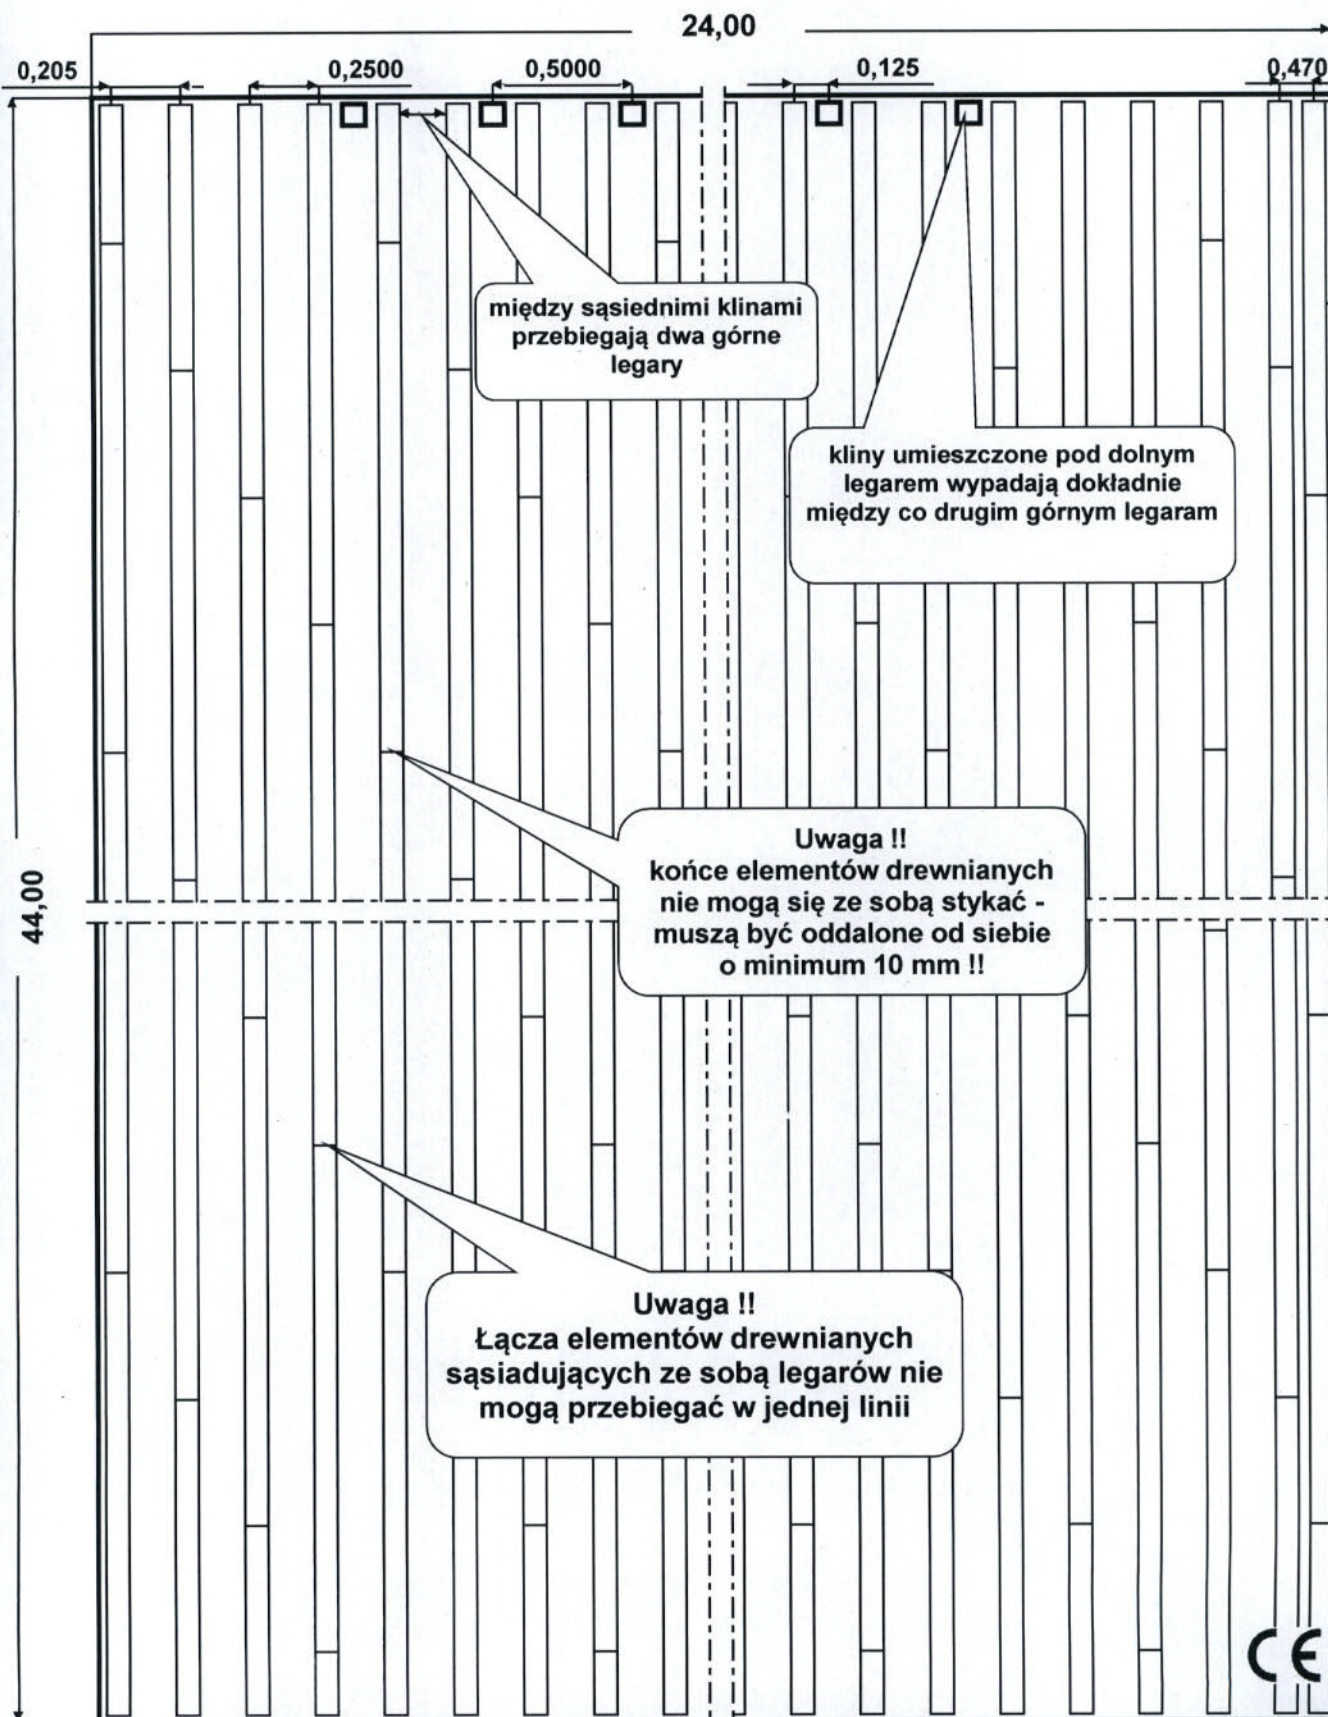 24,00
0,205
0,2500
0,5000
0,125
0,470
między sąsiednimi klinami
przebiegają dwa górne
legary
kliny umieszczone pod dolnym
legarem wypadają dokładnie
między co drugim górnym legaram
Uwaga !!
końce elementów drewnianych
nie mogą się ze sobą stykać -
muszą być oddalone od siebie
o minimum 10 mm !!
44,00
Uwaga !!
Łącza elementów drewnianych
sąsiadujących ze sobą legarów nie
mogą przebiegać w jednej linii
CE